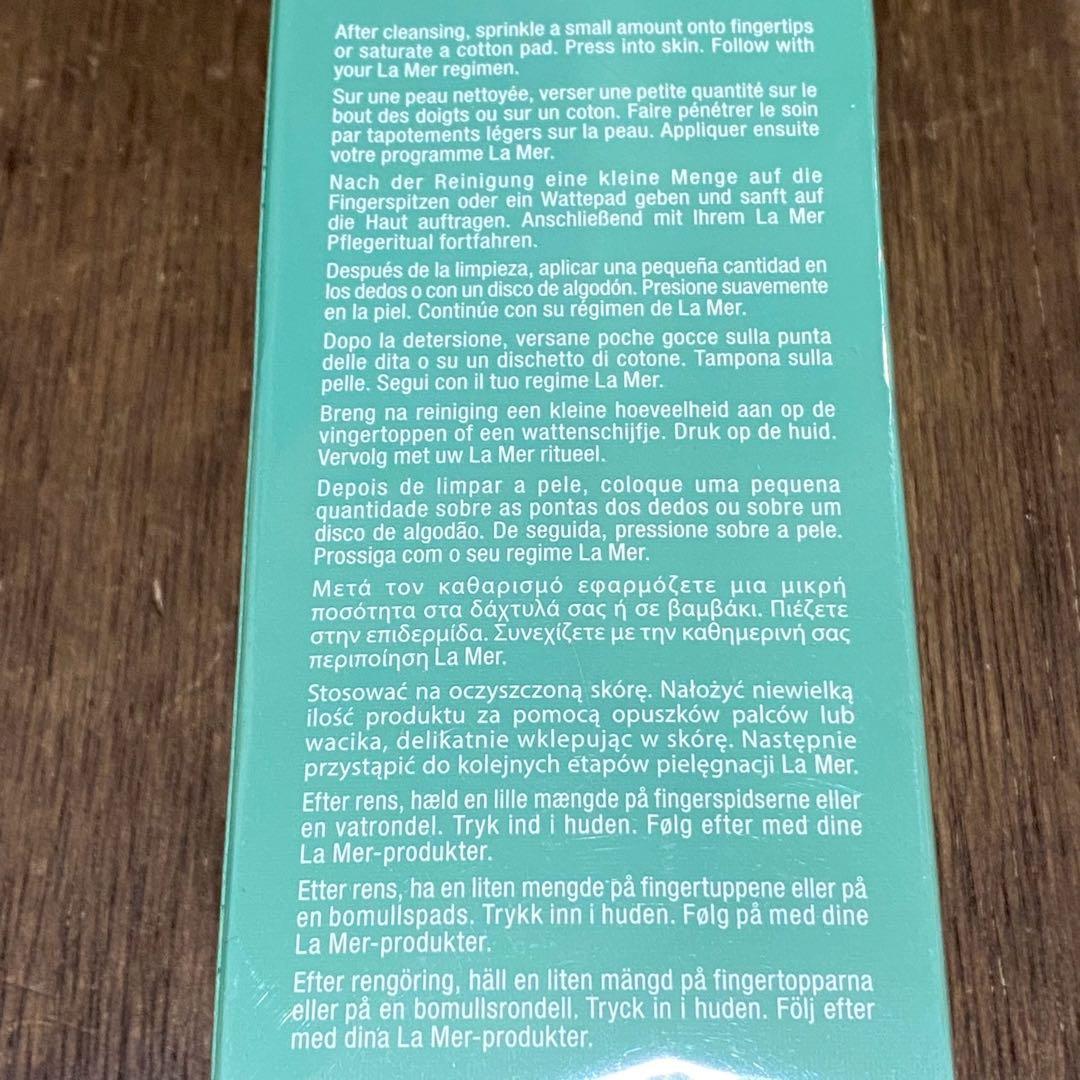 After cleansing, sprinkle a small amount onto fingertips
or saturate a cotton pad. Press into skin. Follow with
your La Mer regimen.
Sur une peau nettoyée, verser une petite quantité sur le
bout des doigts ou sur un coton. Faire pénétrer le soin
par tapotements légers sur la peau. Appliquer ensuite
votre programme La Mer.
Nach der Reinigung eine kleine Menge auf die
Fingerspitzen oder ein Wattepad geben und sanft auf
die Haut auftragen. Anschließend mit Ihrem La Mer
Pflegeritual fortfahren.
Después de la limpieza, aplicar una pequeña cantidad en
los dedos o con un disco de algodón. Presione suavemente
en la piel. Continúe con su régimen de La Mer.
Dopo la detersione, versane poche gocce sulla punta
delle dita o su un dischetto di cotone. Tampona sulla
pelle. Segui con il tuo regime La Mer.
Breng na reiniging een kleine hoeveelheid aan op de
vingertoppen of een wattenschijfje. Druk op de huid.
Vervolg met uw La Mer ritueel.
Depois de limpar a pele, coloque uma pequena
quantidade sobre as pontas dos dedos ou sobre um
disco de algodão. De seguida, pressione sobre a pele.
Prossiga com o seu regime La Mer.
Μετά τον καθαρισμό εφαρμόζετε μια μικρή
ποσότητα στα δάχτυλά σας ή σε βαμβάκι. Πιέζετε
στην επιδερμίδα. Συνεχίζετε με την καθημερινή σας
περιποίηση La Mer.
Stosować na oczyszczoną skórę. Nałożyć niewielką
ilość produktu za pomocą opuszków palców lub
wacika, delikatnie wklepując w skórę. Następnie
przystąpić do kolejnych etapów pielęgnacji La Mer.
Efter rens, hæld en lille mængde på fingerspidserne eller
en vatrondel. Tryk ind i huden. Følg efter med dine
La Mer-produkter.
Etter rens, ha en liten mengde på fingertuppene eller på
en bomullspads. Trykk inn i huden. Følg på med dine
La Mer-produkter.
Efter rengöring, häll en liten mängd på fingertopparna
eller på en bomullsrondell. Tryck in i huden. Följ efter
med dina La Mer-produkter.